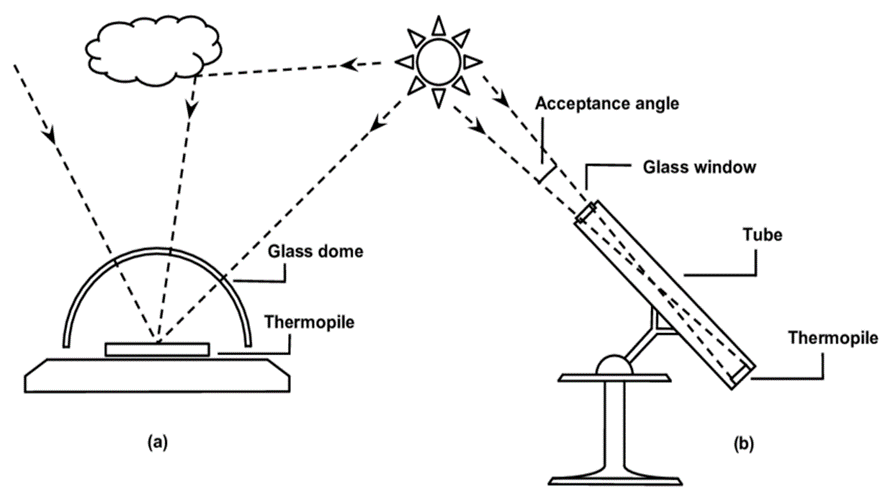 Acceptance angle
Glass window
Tube
Glass dome
Thermopile
Thermopile
(a)
(b)